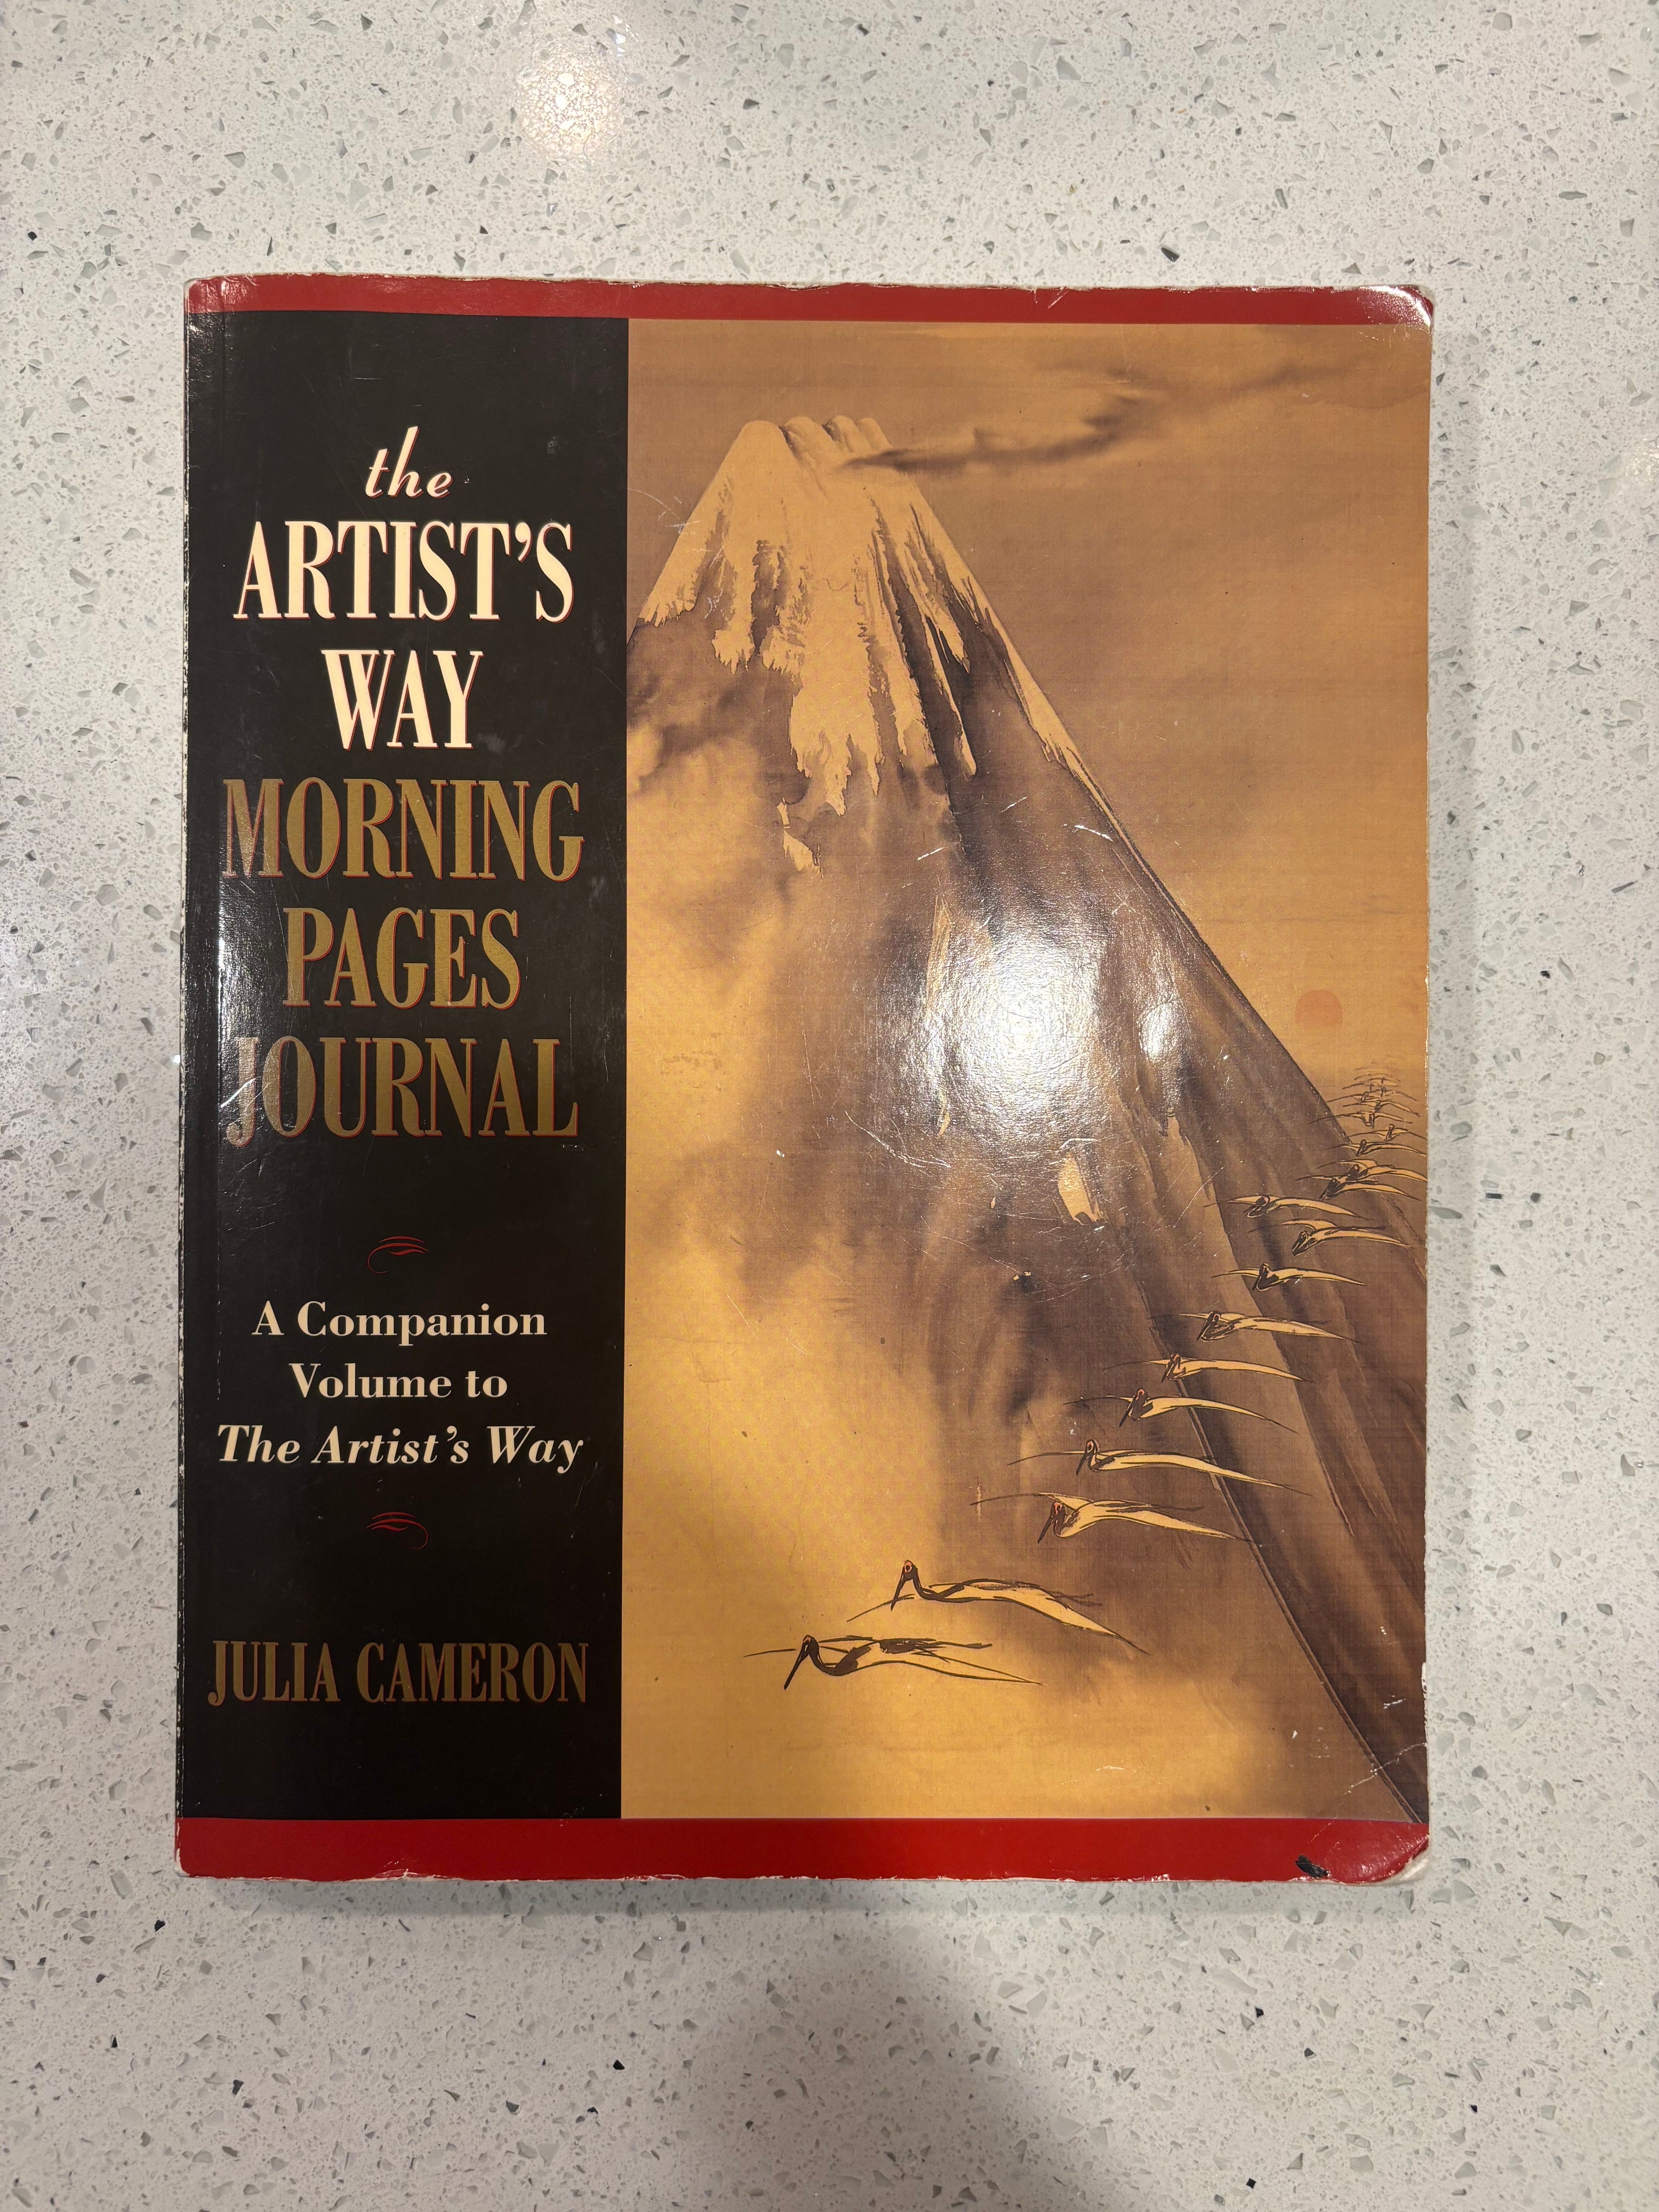 the
ARTIST'S
WAY
MORNING
PAGES
JOURNAL
A Companion
Volume to
The Artist's Way
JULIA CAMERON